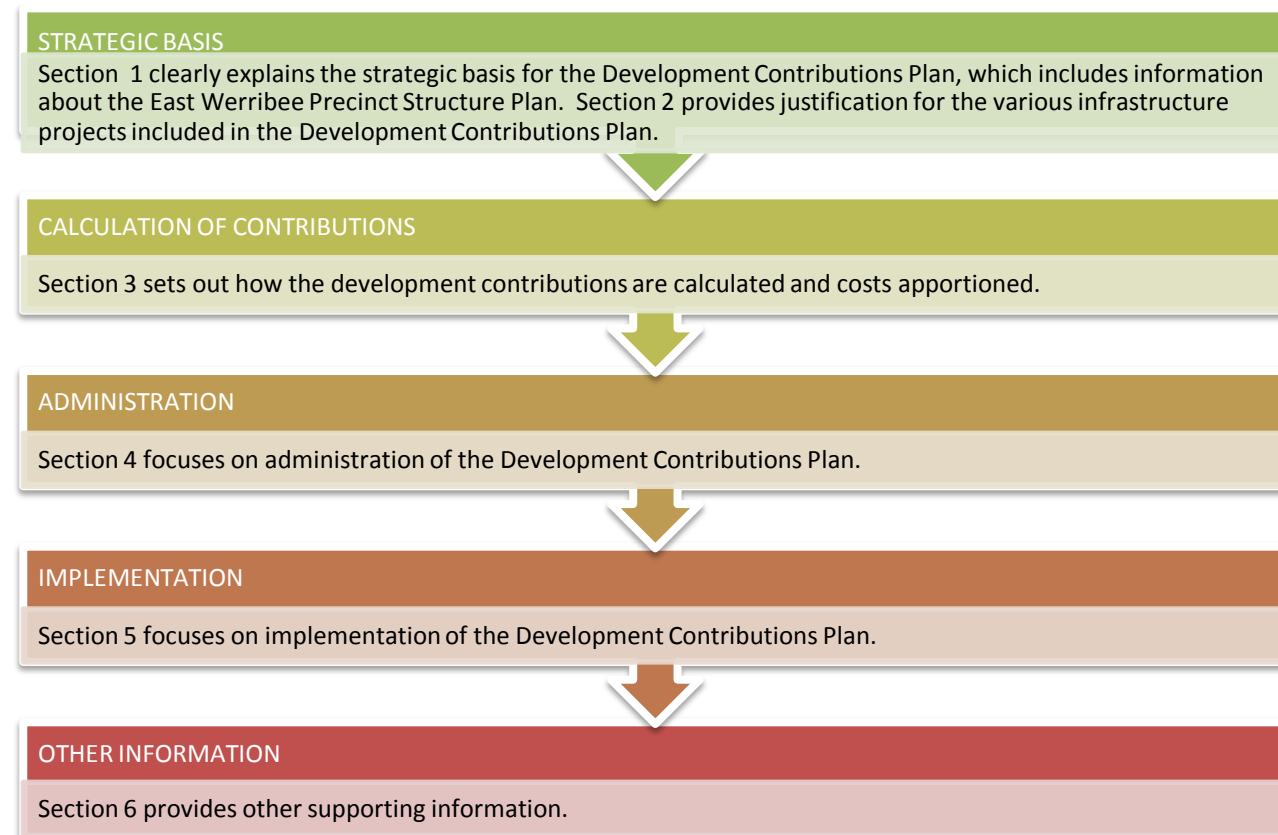 STRATEGIC BASIS
Section 1 clearly explains the strategic basis for the Development Contributions Plan, which includes information
about the East Werribee Precinct Structure Plan. Section 2 provides justification for the various infrastructure
projects included in the Development Contributions Plan.
CALCULATION OF CONTRIBUTIONS
Section 3 sets out how the development contributions are calculated and costs apportioned.
ADMINISTRATION
Section 4 focuses on administration of the Development Contributions Plan.
IMPLEMENTATION
Section 5 focuses on implementation of the Development Contributions Plan.
OTHER INFORMATION
Section 6 provides other supporting information.